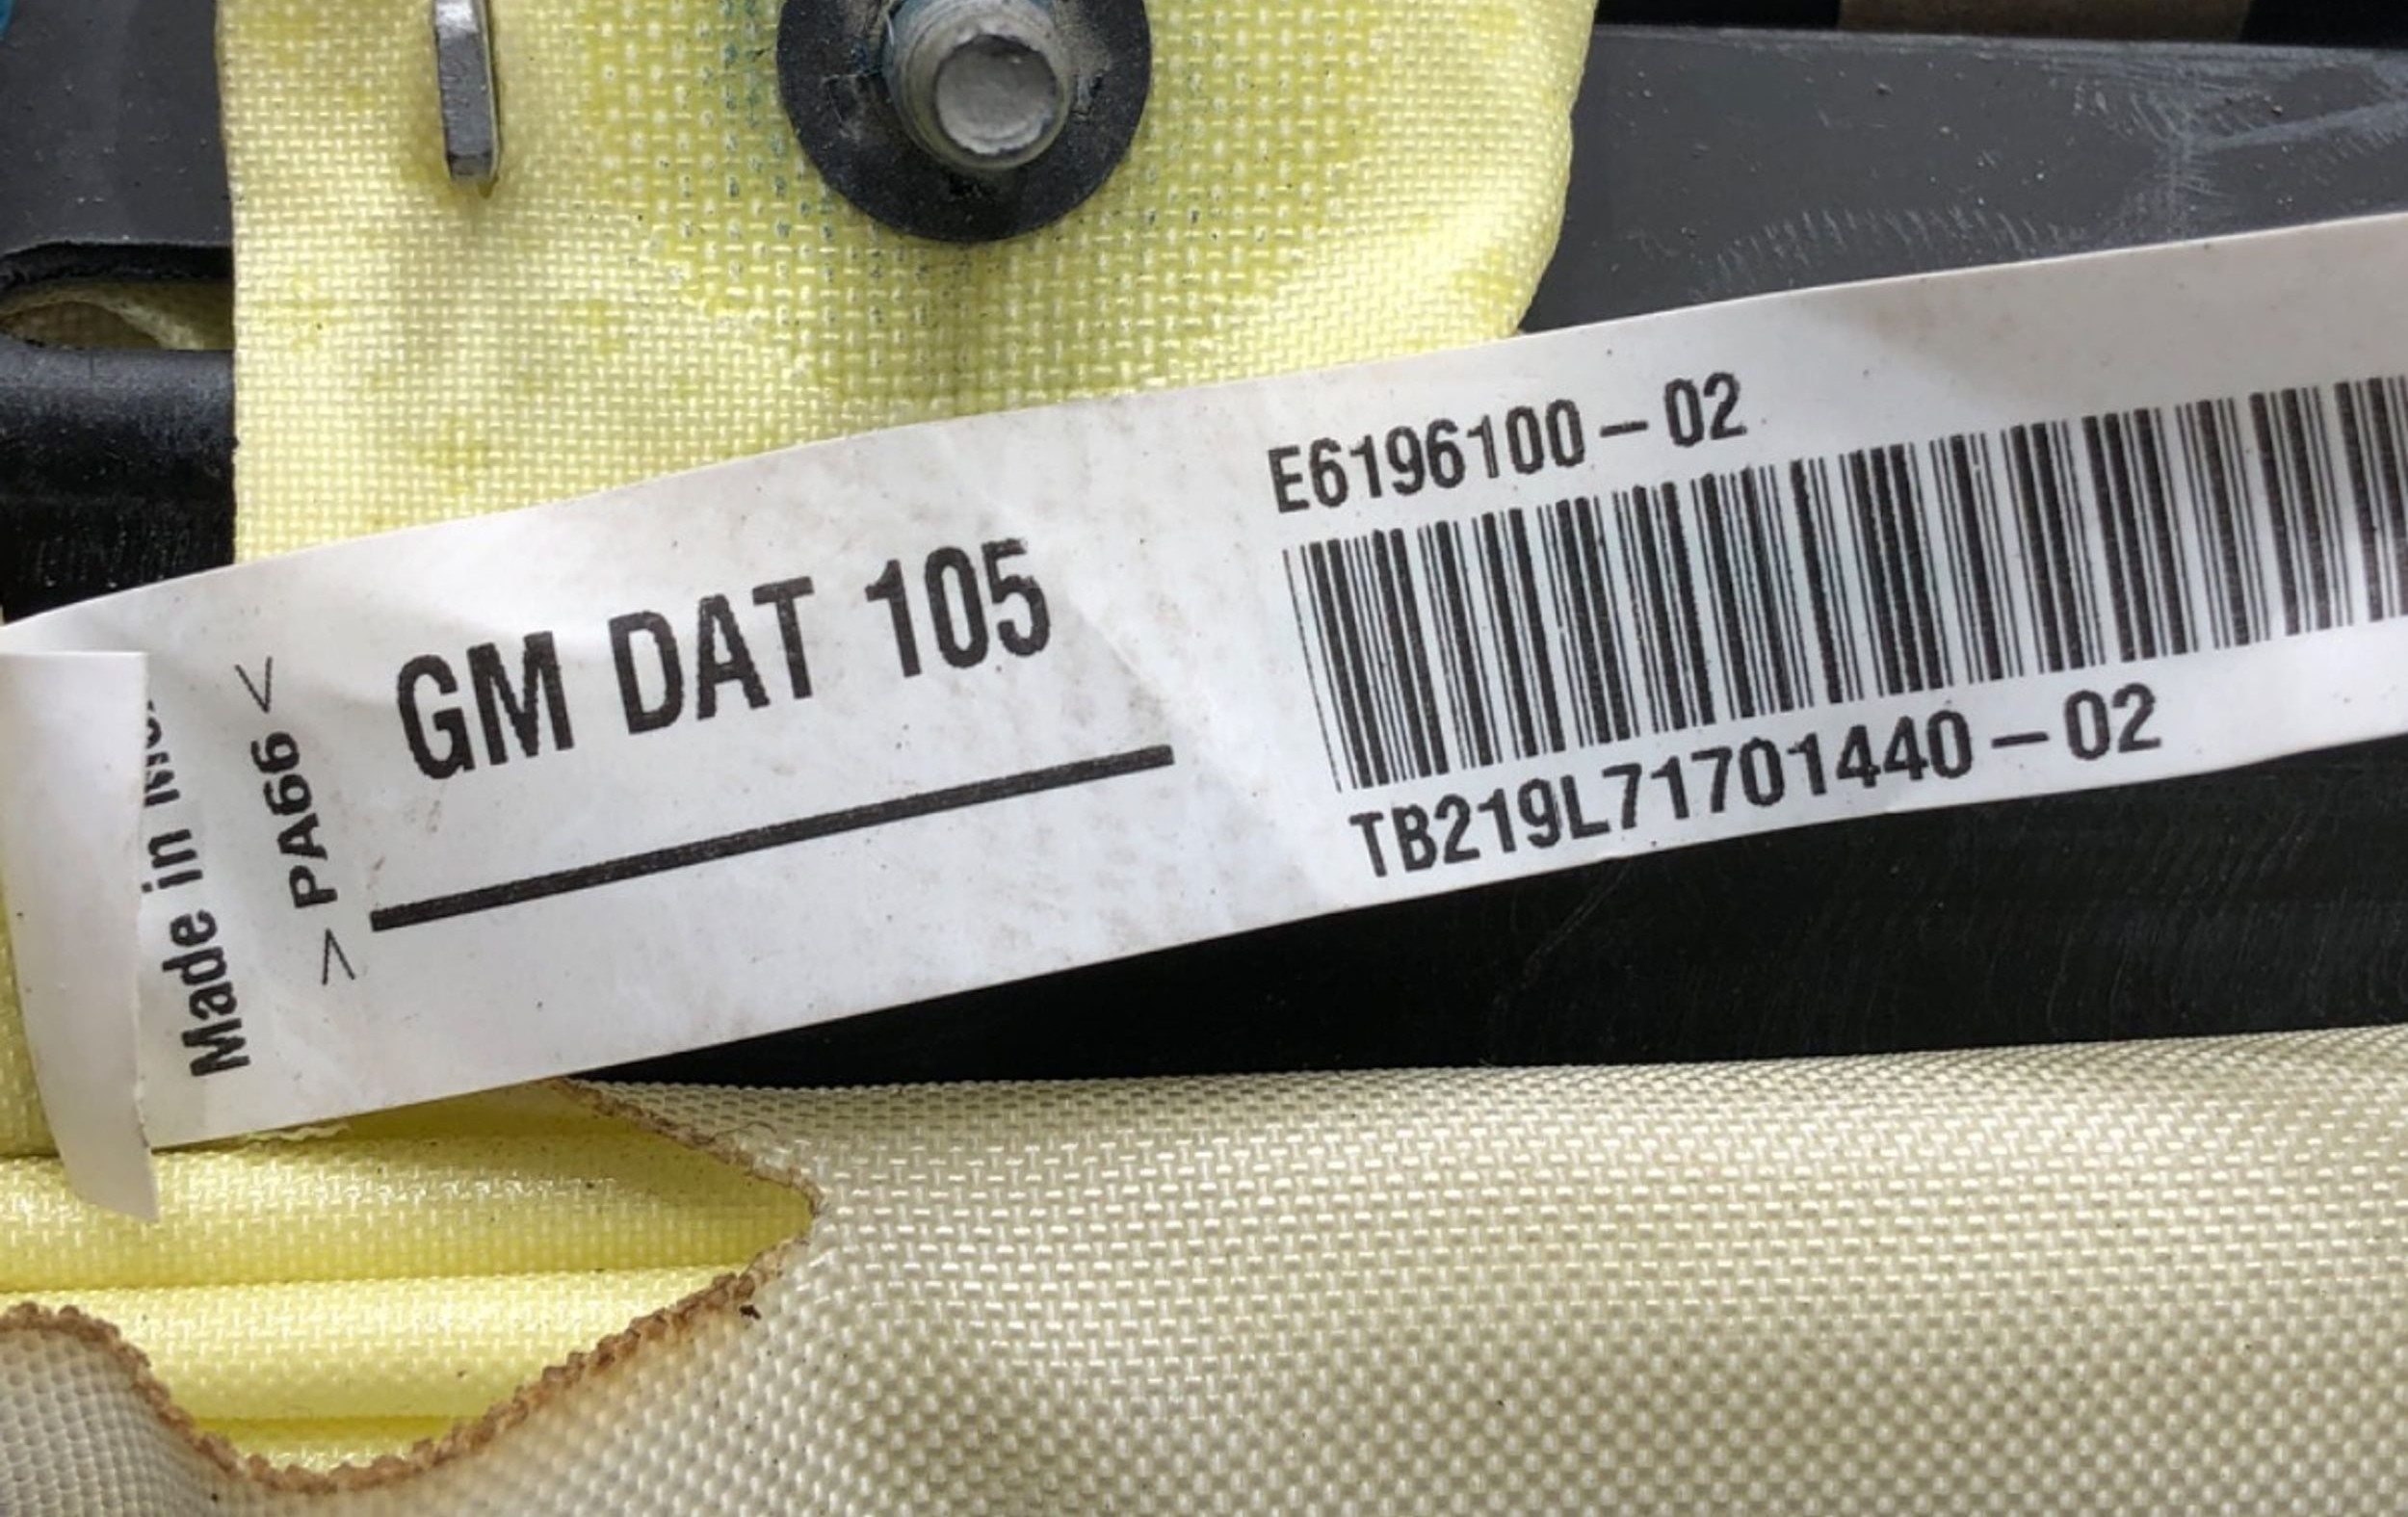 Made in
> PA66 <
GM DAT 105
E6196100-02
TB219L71701440-02